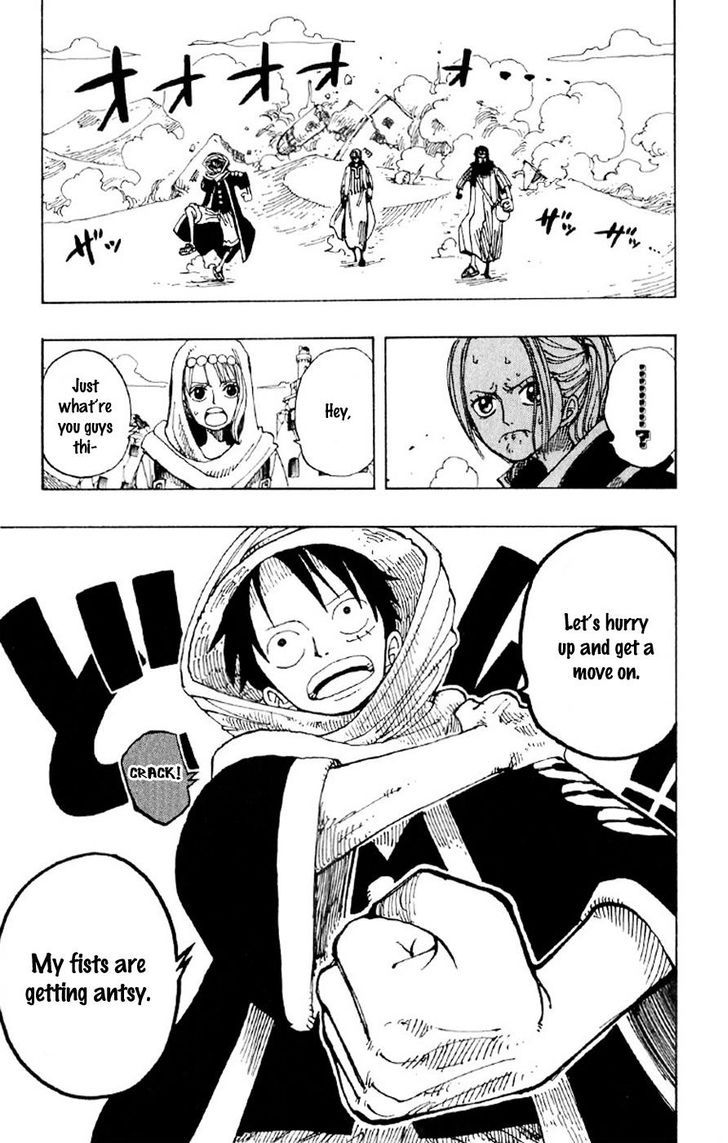 オオオオ....
ザッ
ザッ
ザッ
.........?
Hey,
Just
what're
you guys
thi-
Let's hurry
up and get a
move on.
CRACK!
My fists are
getting antsy.